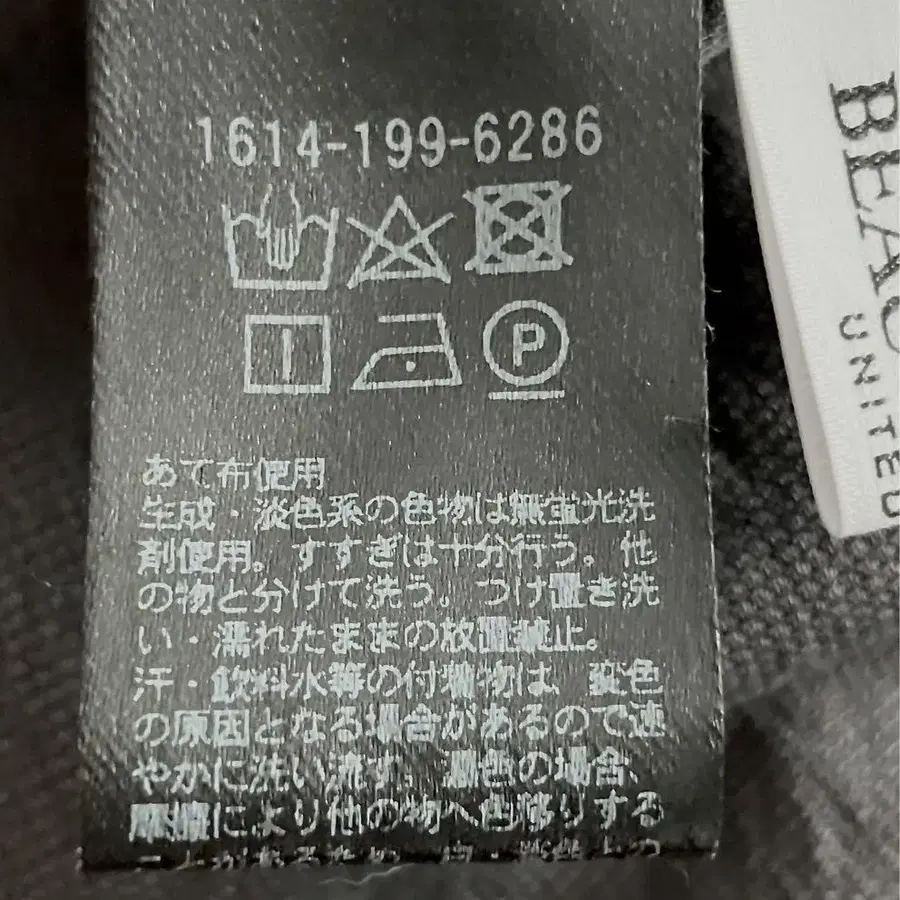 1614-199-6286
P
あて布使用
生成・淡色系の色物は無蛍光洗
剤使用。すすぎは十分行う。他
の物と分けて洗う。つけ置き洗
い・濡れたままの放置禁止。
汗・飲料水等の付着物は、変色
の原因となる場合があるので速
やかに洗い流す。濃色の場合、
摩擦により他の物へ色移りする
BEAU
UNITED